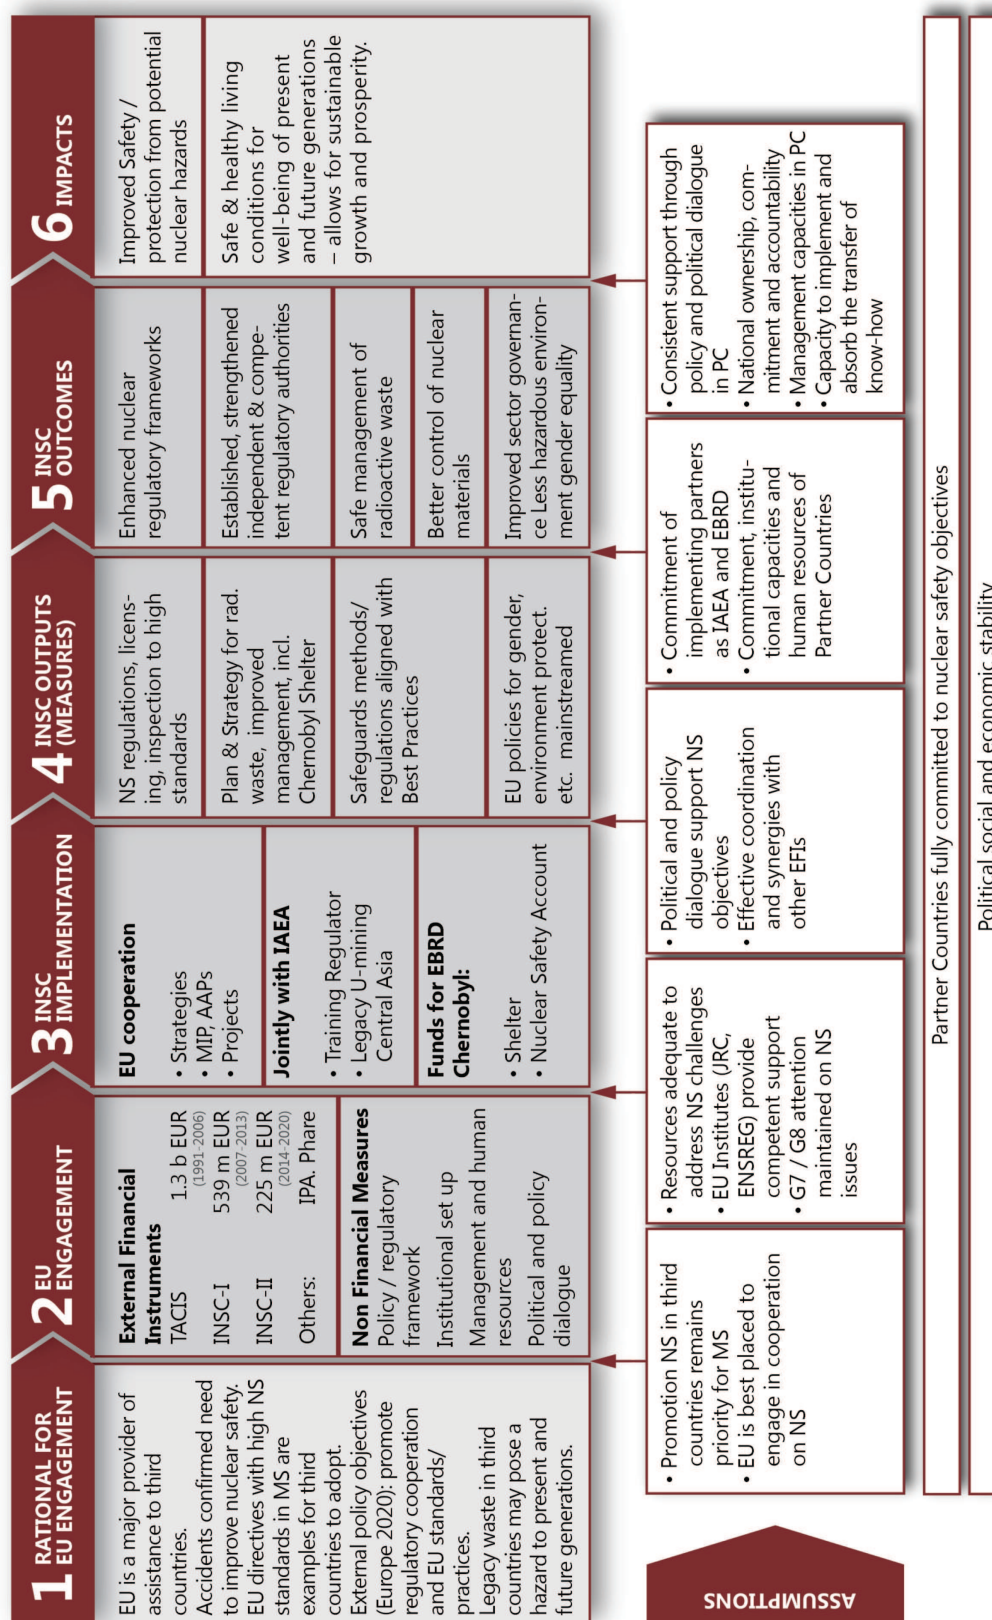 1 RATIONAL FOR
EU ENGAGEMENT
EU is a major provider of
assistance to third
countries.
Accidents confirmed need
to improve nuclear safety.
EU directives with high NS
standards in MS are
examples for third
countries to adopt.
External policy objectives
(Europe 2020): promote
regulatory cooperation
and EU standards/
practices.
Legacy waste in third
countries may pose a
hazard to present and
future generations.
2 EU
ENGAGEMENT
External Financial
Instruments
TACIS 1.3 b EUR
(1991-2006)
INSC-I 539 m EUR
(2007-2013)
INSC-II 225 m EUR
(2014-2020)
Others: IPA. Phare
Non Financial Measures
Policy / regulatory
framework
Institutional set up
Management and human
resources
Political and policy
dialogue
3 INSC
IMPLEMENTATION
EU cooperation
• Strategies
• MIP, AAPs
• Projects
Jointly with IAEA
• Training Regulator
• Legacy U-mining
Central Asia
Funds for EBRD
Chernobyl:
• Shelter
• Nuclear Safety Account
4 INSC OUTPUTS
(MEASURES)
NS regulations, licens-
ing, inspection to high
standards
Plan & Strategy for rad.
waste, improved
management, incl.
Chernobyl Shelter
Safeguards methods/
regulations aligned with
Best Practices
EU policies for gender,
environment protect.
etc. mainstreamed
5 INSC
OUTCOMES
Enhanced nuclear
regulatory frameworks
Established, strengthened
independent & compe-
tent regulatory authorities
Safe management of
radioactive waste
Better control of nuclear
materials
Improved sector governan-
ce Less hazardous environ-
ment gender equality
6 IMPACTS
Improved Safety /
protection from potential
nuclear hazards
Safe & healthy living
conditions for
well-being of present
and future generations
– allows for sustainable
growth and prosperity.
ASSUMPTIONS
• Promotion NS in third
countries remains
priority for MS
• EU is best placed to
engage in cooperation
on NS
• Resources adequate to
address NS challenges
• EU Institutes (JRC,
ENSREG) provide
competent support
• G7 / G8 attention
maintained on NS
issues
• Political and policy
dialogue support NS
objectives
• Effective coordination
and synergies with
other EFIs
• Commitment of
implementing partners
as IAEA and EBRD
• Commitment, institu-
tional capacities and
human resources of
Partner Countries
• Consistent support through
policy and political dialogue
in PC
• National ownership, com-
mitment and accountability
• Management capacities in PC
• Capacity to implement and
absorb the transfer of
know-how
Partner Countries fully committed to nuclear safety objectives
Political social and economic stability